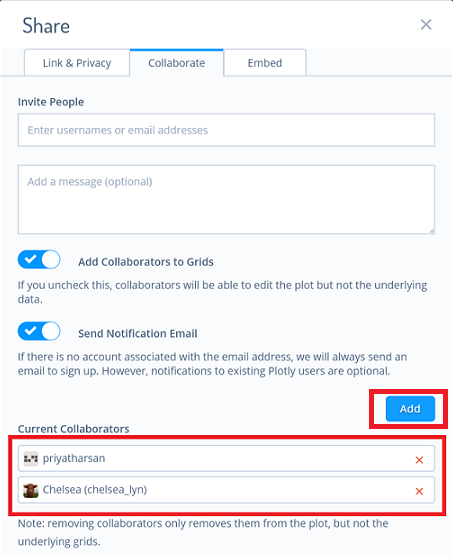 Share
Link & Privacy
Collaborate
Embed
Invite People
Enter usernames or email addresses
Add a message (optional)
Add Collaborators to Grids
If you uncheck this, collaborators will be able to edit the plot but not the underlying
data.
Send Notification Email
If there is no account associated with the email address, we will always send an
email to sign up. However, notifications to existing Plotly users are optional.
Add
Current Collaborators
priyatharsan
Chelsea (chelsea_lyn)
Note: removing collaborators only removes them from the plot, but not the
underlying grids.